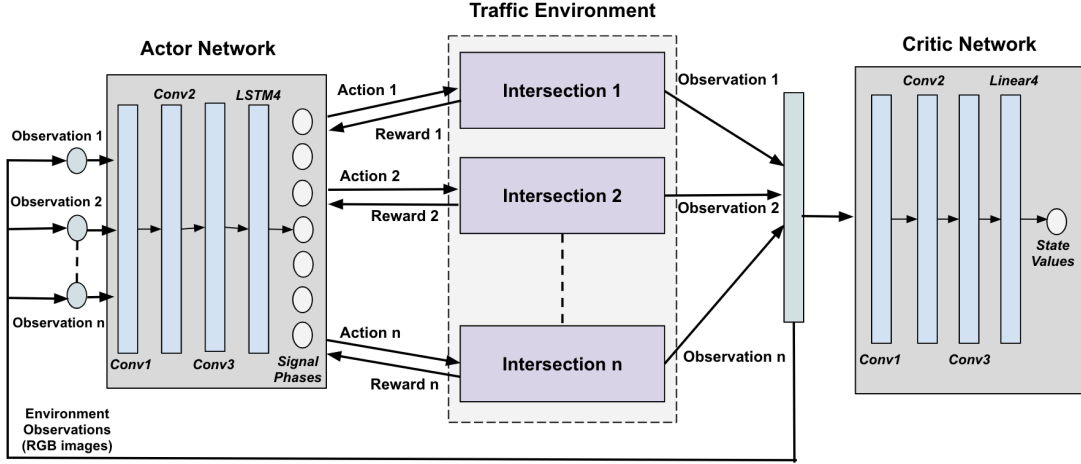 Traffic Environment
Actor Network
Critic Network
Conv2
LSTM4
Observation 1
Observation 2
Observation n
Conv1
Conv3
Signal
Phases
Environment
Observations
(RGB images)
Action 1
Reward 1
Action 2
Reward 2
Action n
Reward n
Intersection 1
Intersection 2
Intersection n
Observation 1
Observation 2
Observation n
Conv2
Linear4
State
Values
Conv1
Conv3